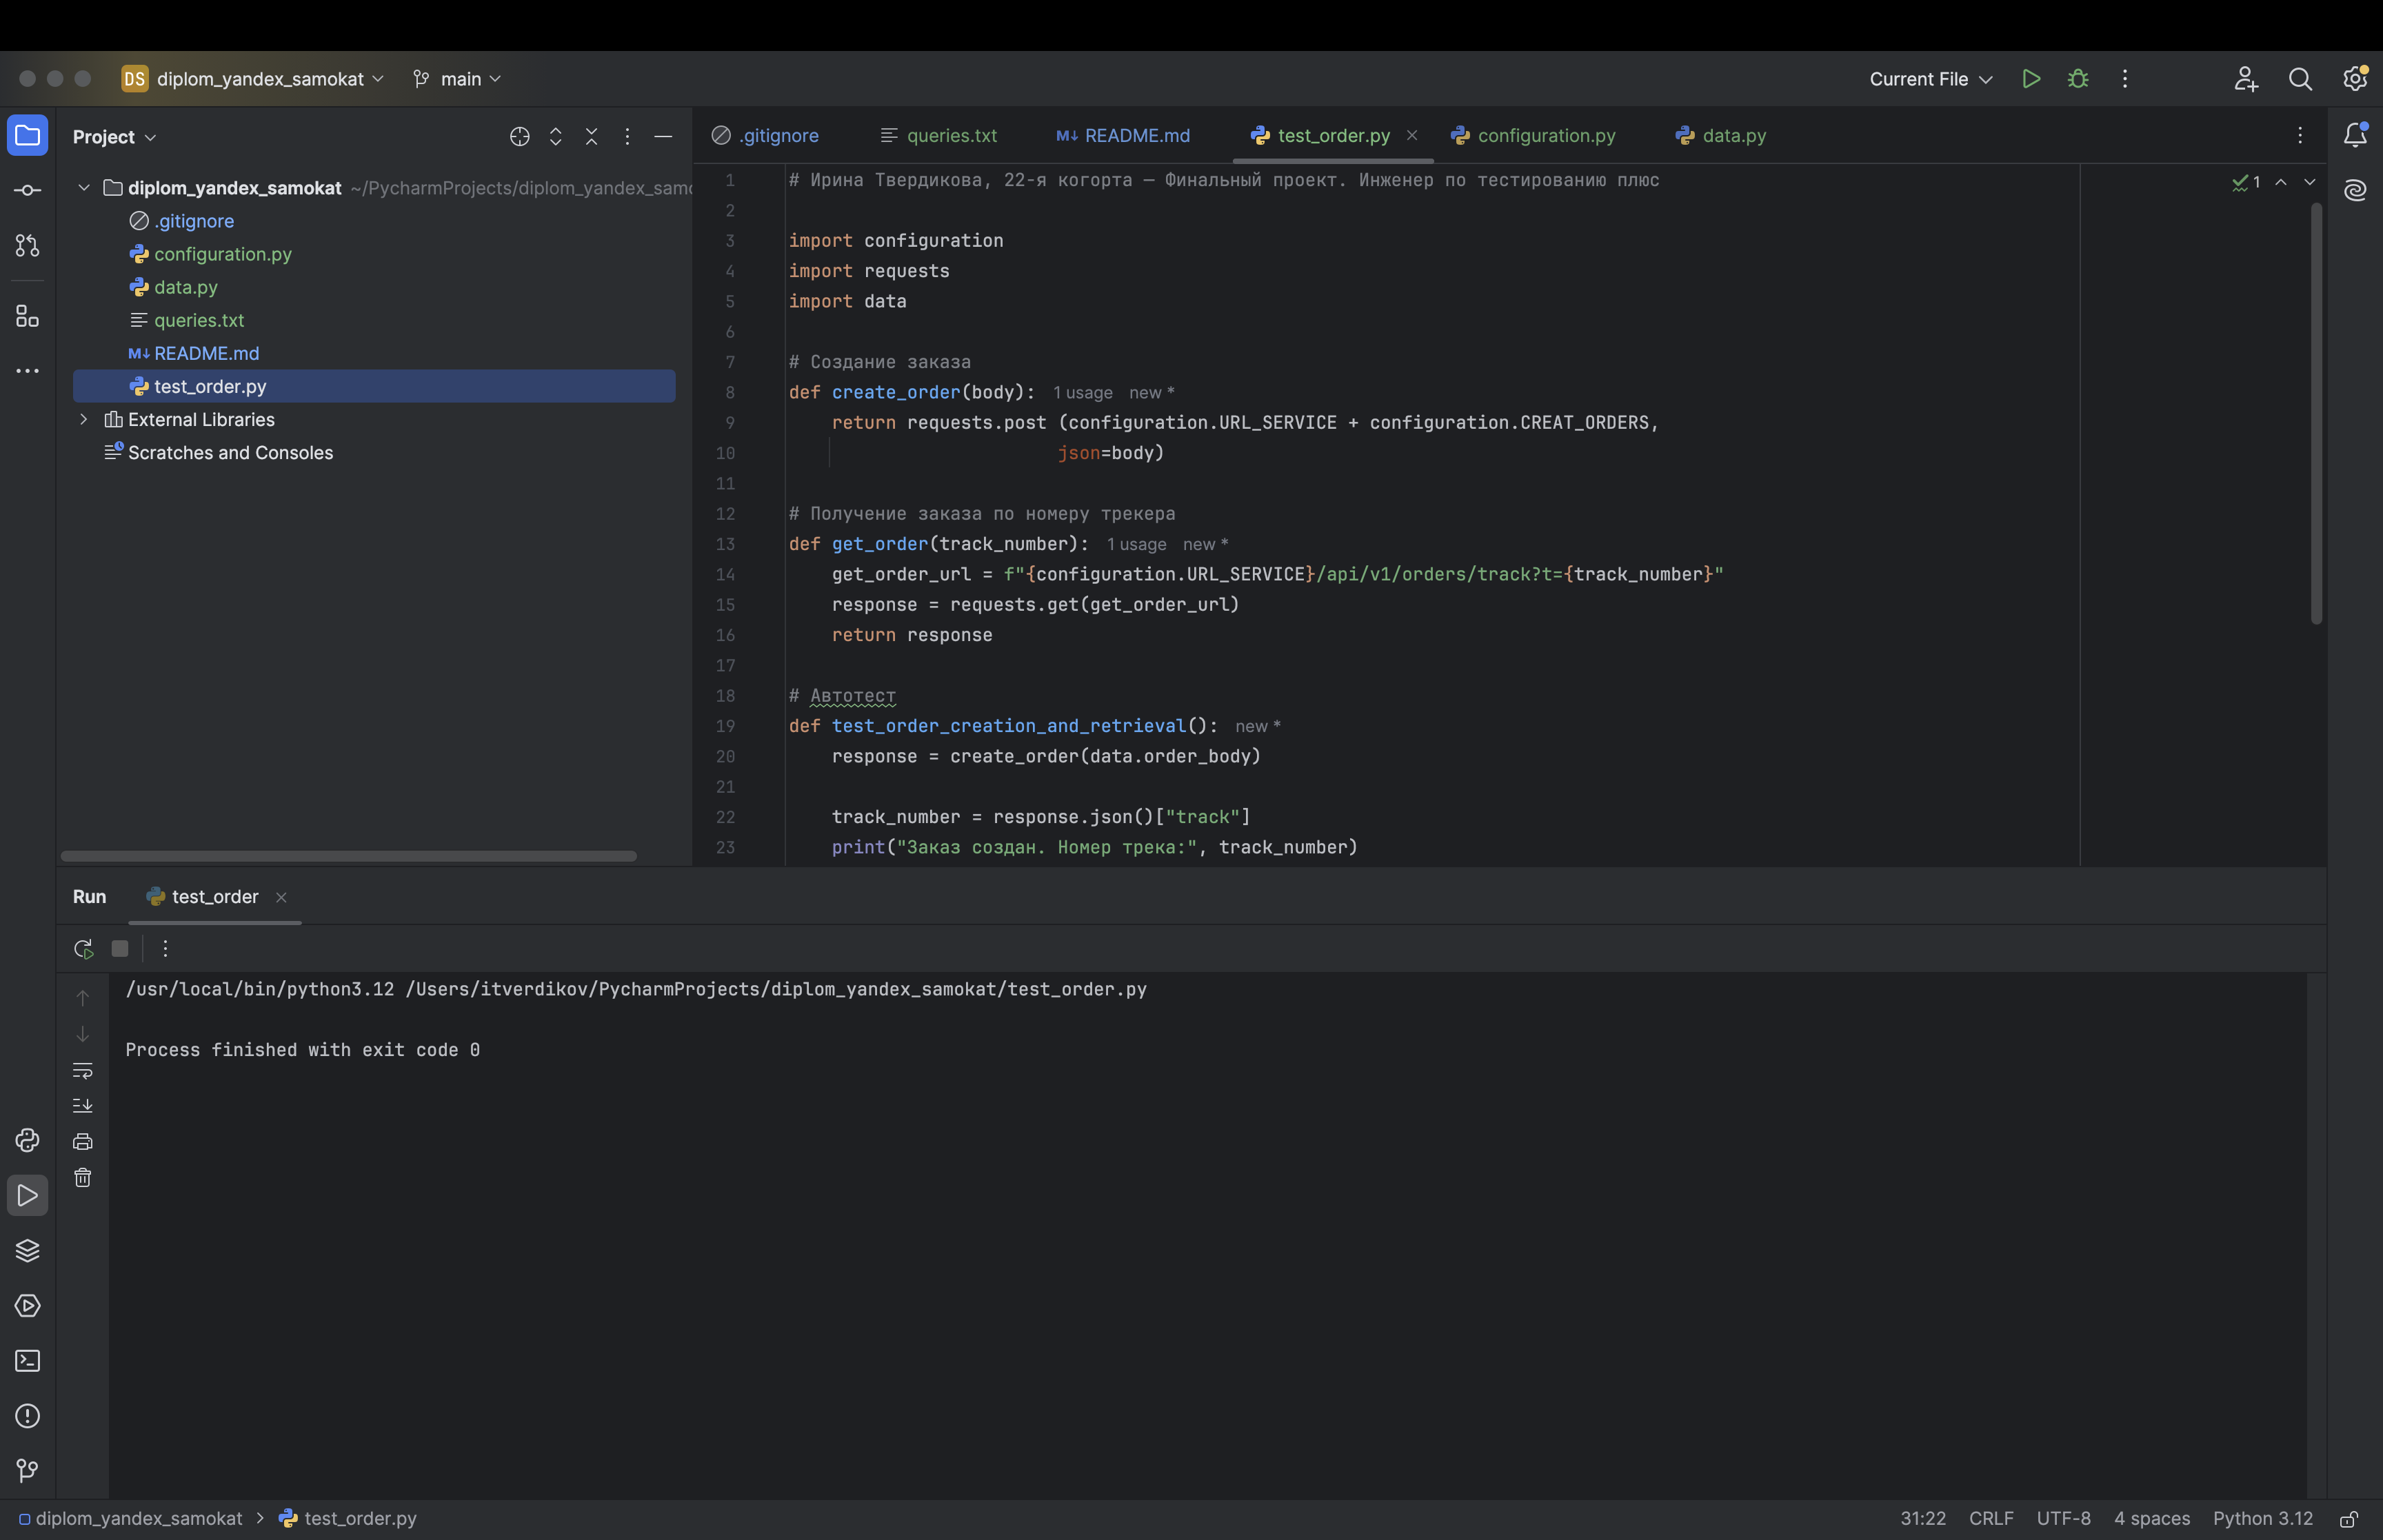 DS diplom_yandex_samokat main Current File
Project
.gitignore queries.txt M↓ README.md test_order.py configuration.py data.py
diplom_yandex_samokat ~/PycharmProjects/diplom_yandex_samo
.gitignore
configuration.py
data.py
queries.txt
M↓ README.md
test_order.py
External Libraries
Scratches and Consoles
1 # Ирина Твердикова, 22-я когорта — Финальный проект. Инженер по тестированию плюс
1
2
3 import configuration
4 import requests
5 import data
6
7 # Создание заказа
8 def create_order(body): 1 usage new *
9 return requests.post (configuration.URL_SERVICE + configuration.CREAT_ORDERS,
10 json=body)
11
12 # Получение заказа по номеру трекера
13 def get_order(track_number): 1 usage new *
14 get_order_url = f"{configuration.URL_SERVICE}/api/v1/orders/track?t={track_number}"
15 response = requests.get(get_order_url)
16 return response
17
18 # Автотест
19 def test_order_creation_and_retrieval(): new *
20 response = create_order(data.order_body)
21
22 track_number = response.json()["track"]
23 print("Заказ создан. Номер трека:", track_number)
Run test_order
/usr/local/bin/python3.12 /Users/itverdikov/PycharmProjects/diplom_yandex_samokat/test_order.py
Process finished with exit code 0
diplom_yandex_samokat > test_order.py 31:22 CRLF UTF-8 4 spaces Python 3.12